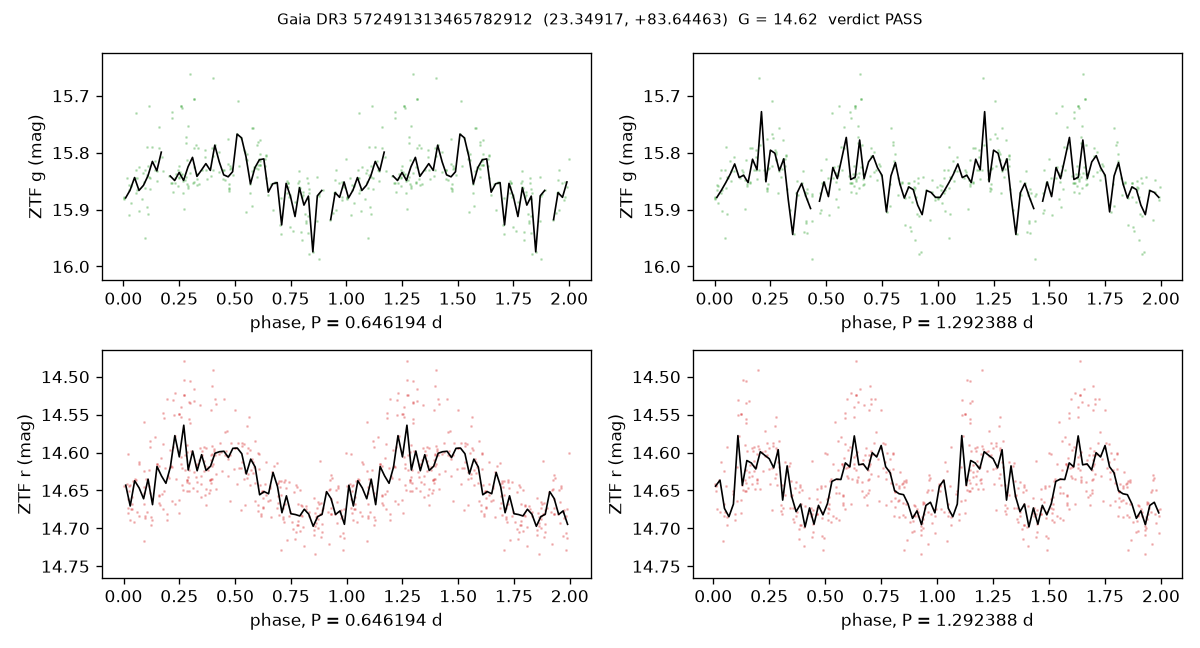 Gaia DR3 572491313465782912 (23.34917, +83.64463) G = 14.62 verdict PASS
ZTF g (mag)
15.7
15.8
15.9
16.0
0.00 0.25 0.50 0.75 1.00 1.25 1.50 1.75 2.00
phase, P = 0.646194 d
ZTF g (mag)
15.7
15.8
15.9
16.0
0.00 0.25 0.50 0.75 1.00 1.25 1.50 1.75 2.00
phase, P = 1.292388 d
ZTF r (mag)
14.50
14.55
14.60
14.65
14.70
14.75
0.00 0.25 0.50 0.75 1.00 1.25 1.50 1.75 2.00
phase, P = 0.646194 d
ZTF r (mag)
14.50
14.55
14.60
14.65
14.70
14.75
0.00 0.25 0.50 0.75 1.00 1.25 1.50 1.75 2.00
phase, P = 1.292388 d